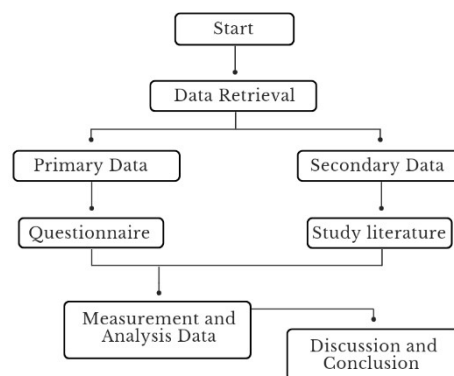 Start
Data Retrieval
Primary Data
Secondary Data
Questionnaire
Study literature
Measurement and
Analysis Data
Discussion and
Conclusion